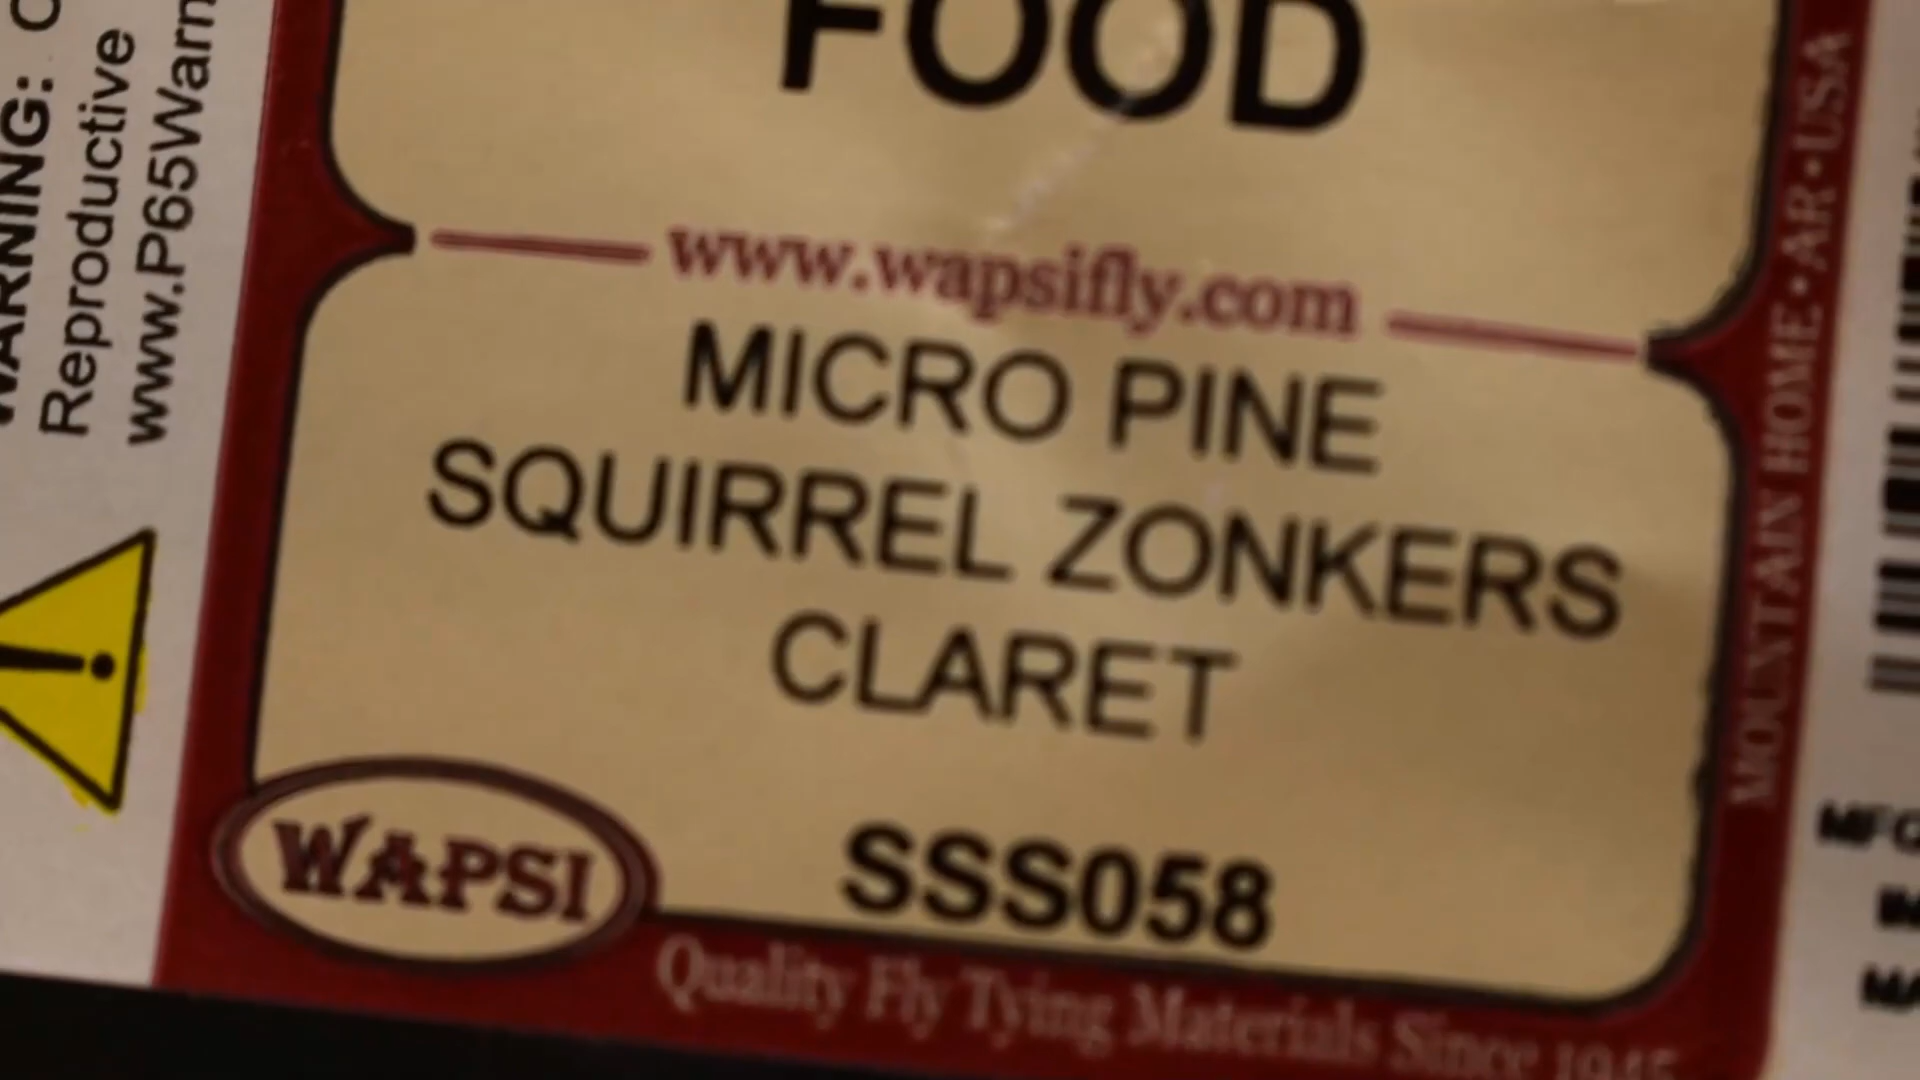 WARNING:
Reproductive
www.P65Warn
FOOD
www.wapsifly.com
MICRO PINE
SQUIRREL ZONKERS
CLARET
SSS058
WAPSI
Quality Fly Tying Materials Since 1945
MOUNTAIN HOME • AR • USA
MFG